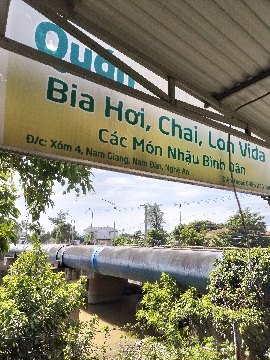 Quán
Bia Hơi, Chai, Lon Vida
Các Món Nhậu Bình Dân
Đ/c: Xóm 4, Nam Giang, Nam Đàn, Nghệ An